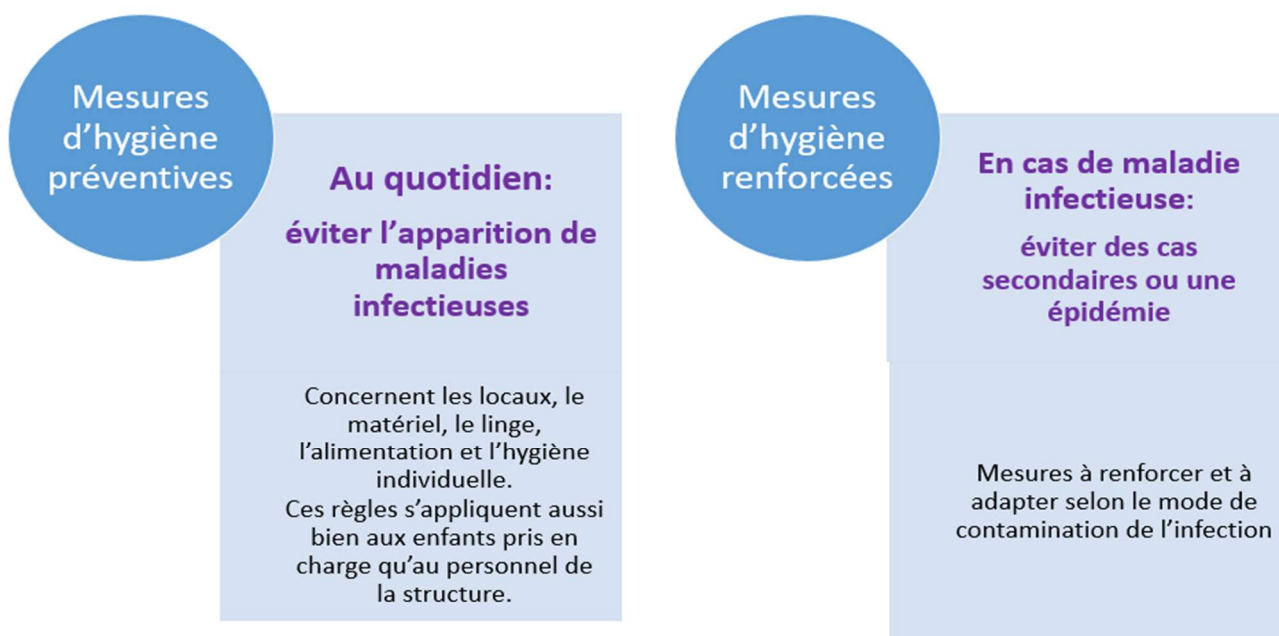 Mesures
d’hygiène
préventives
Au quotidien:
éviter l’apparition de
maladies
infectieuses
Concernent les locaux, le
matériel, le linge,
l’alimentation et l’hygiène
individuelle.
Ces règles s’appliquent aussi
bien aux enfants pris en
charge qu’au personnel de
la structure.
Mesures
d’hygiène
renforcées
En cas de maladie
infectieuse:
éviter des cas
secondaires ou une
épidémie
Mesures à renforcer et à
adapter selon le mode de
contamination de l’infection